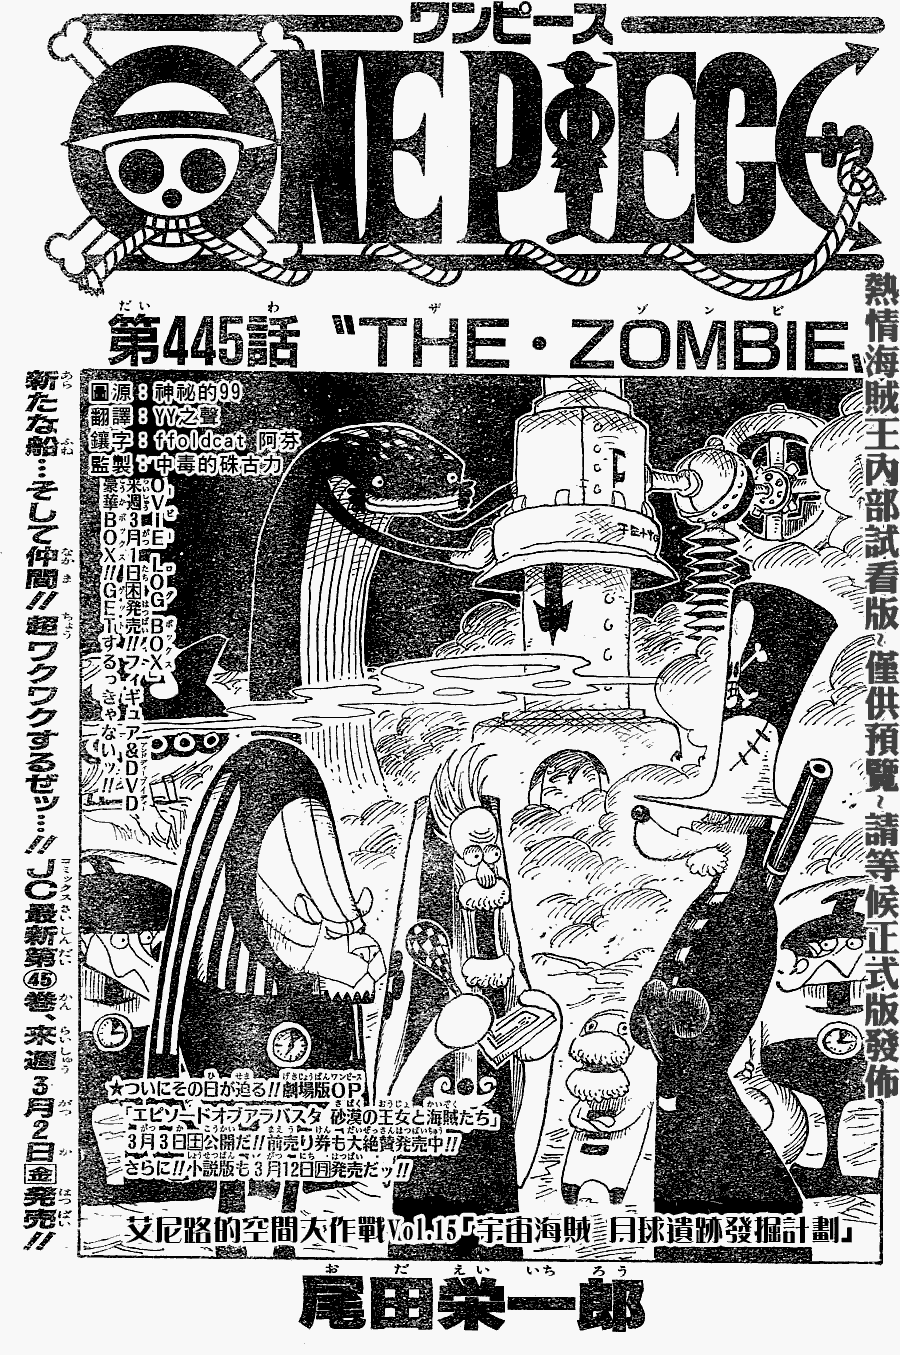 ワンピース
ONE PIECE
第445話 〝THE・ZOMBIE〟
圖源：神祕的99
翻譯：YY之聲
鑲字：ffoldcat 阿芬
監製：中毒的硃古力
熱情海賊王內部試看版~僅供預覽~請等候正式版發佈
OVIE LOG BOX」
来週3月1日木発売!!フィギュア&DVD
豪華BOX!!GETするっきゃないッ!!
新たな船…そして仲間!!超ワクワクするぜッ…!!JC最新第㊺巻、来週3月2日金発売!!
★ついにその日が迫る!!劇場版OP
「エピソードオブアラバスタ 砂漠の王女と海賊たち」
3月3日土公開だ!!前売り券も大絶賛発売中!!
さらに!!小説版も3月12日月発売だッ!!
艾尼路的空間大作戰Vol.15「宇宙海賊 月球遺跡發掘計劃」
尾田栄一郎